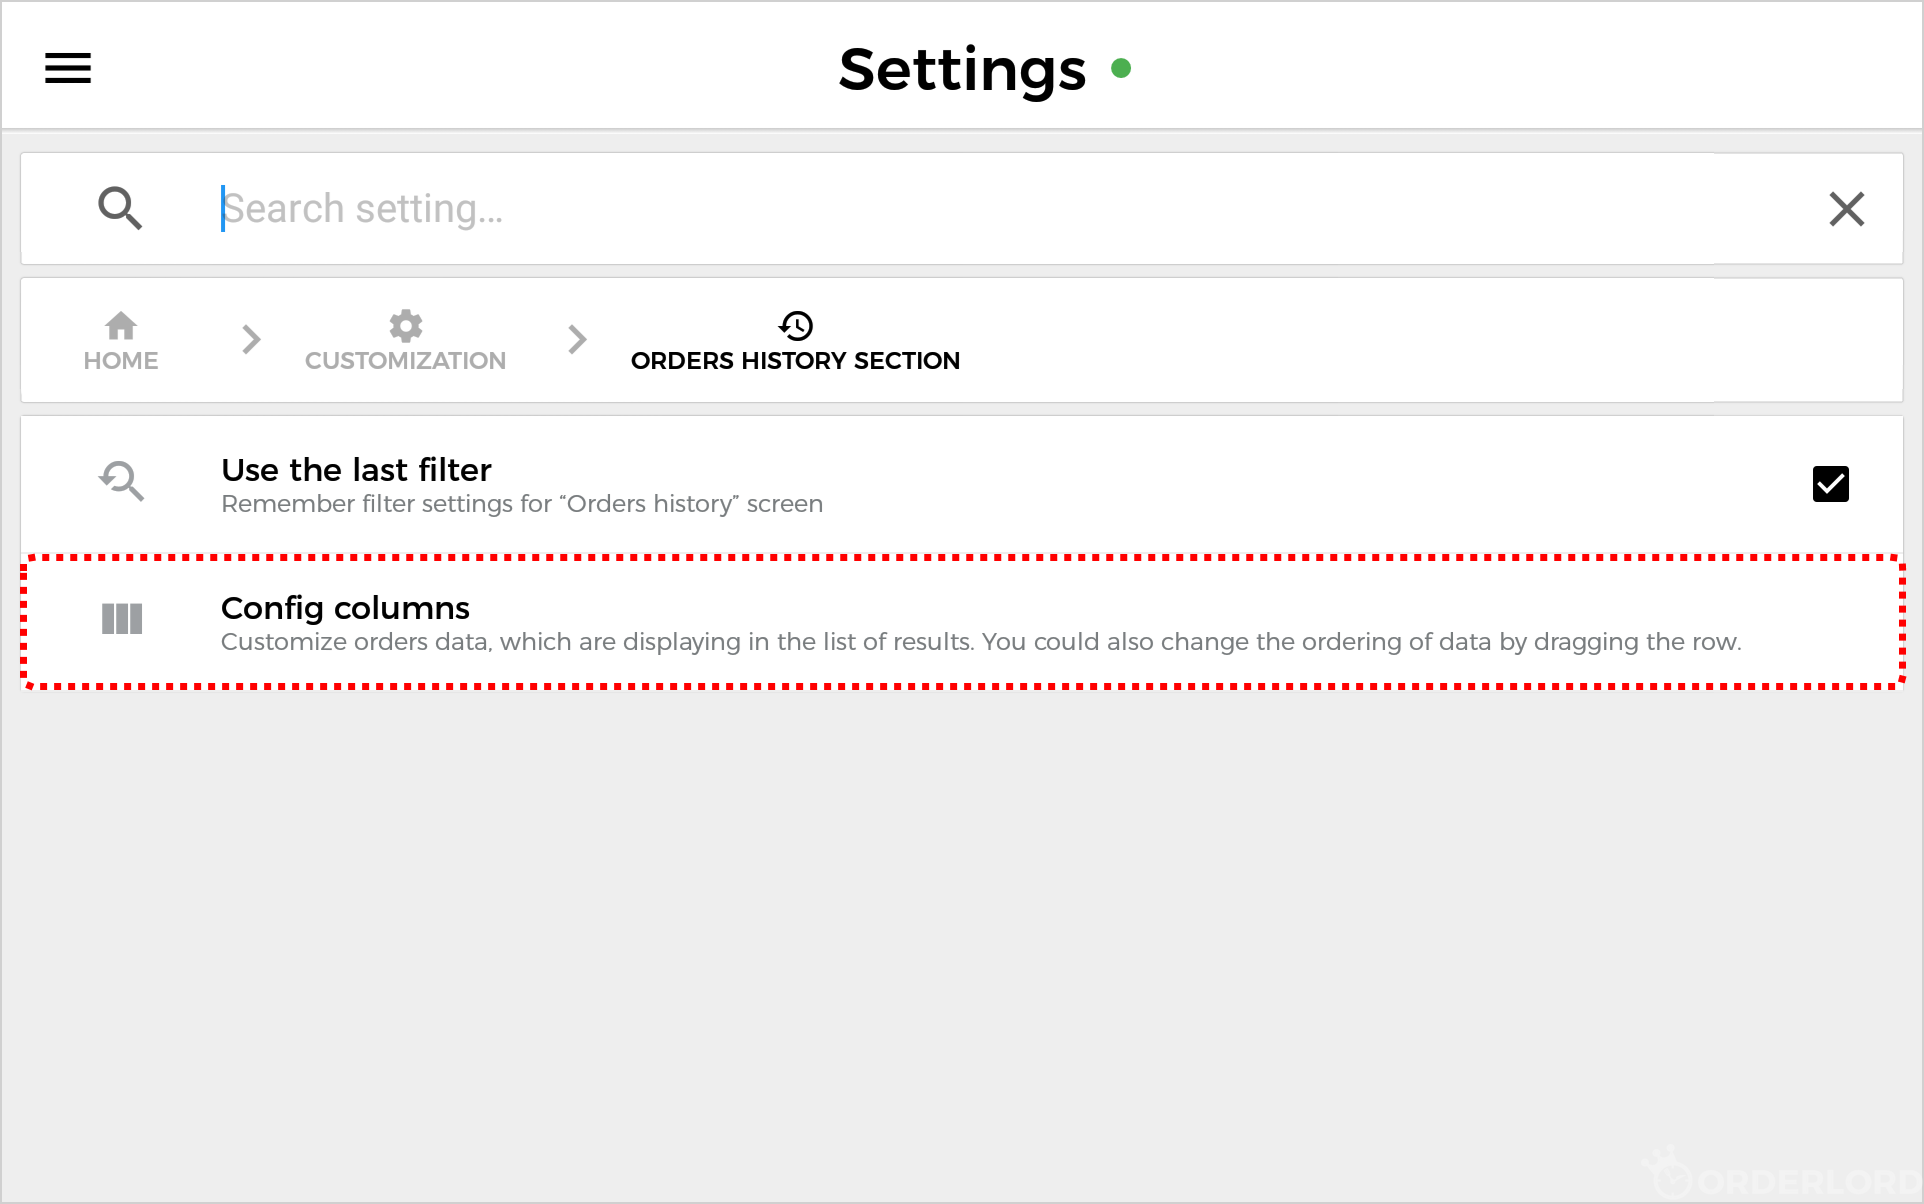 Settings
Search setting...
HOME
CUSTOMIZATION
ORDERS HISTORY SECTION
Use the last filter
Remember filter settings for “Orders history” screen
Config columns
Customize orders data, which are displaying in the list of results. You could also change the ordering of data by dragging the row.
ORDERLORD